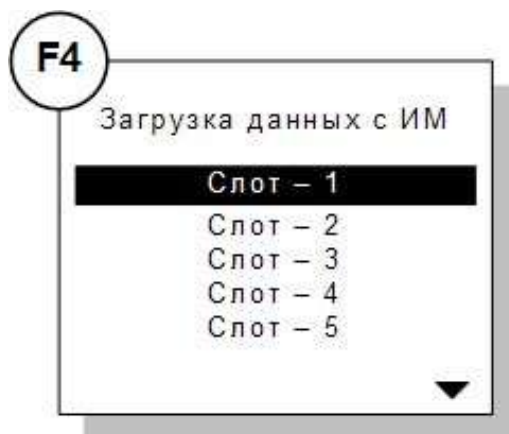 F4
Загрузка данных с ИМ
Слот – 1
Слот – 2
Слот – 3
Слот – 4
Слот – 5